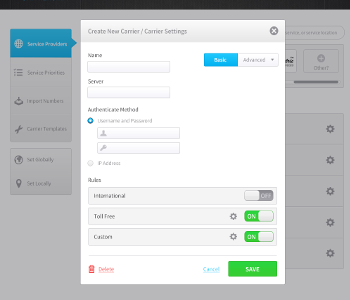 Create New Carrier / Carrier Settings
Name
Basic
Advanced
Server
Authenticate Method
Username and Password
IP Address
Rules
International
OFF
Toll Free
ON
Custom
ON
Delete
Cancel
SAVE
Service Providers
Service Priorities
Import Numbers
Carrier Templates
Set Globally
Set Locally
Other?